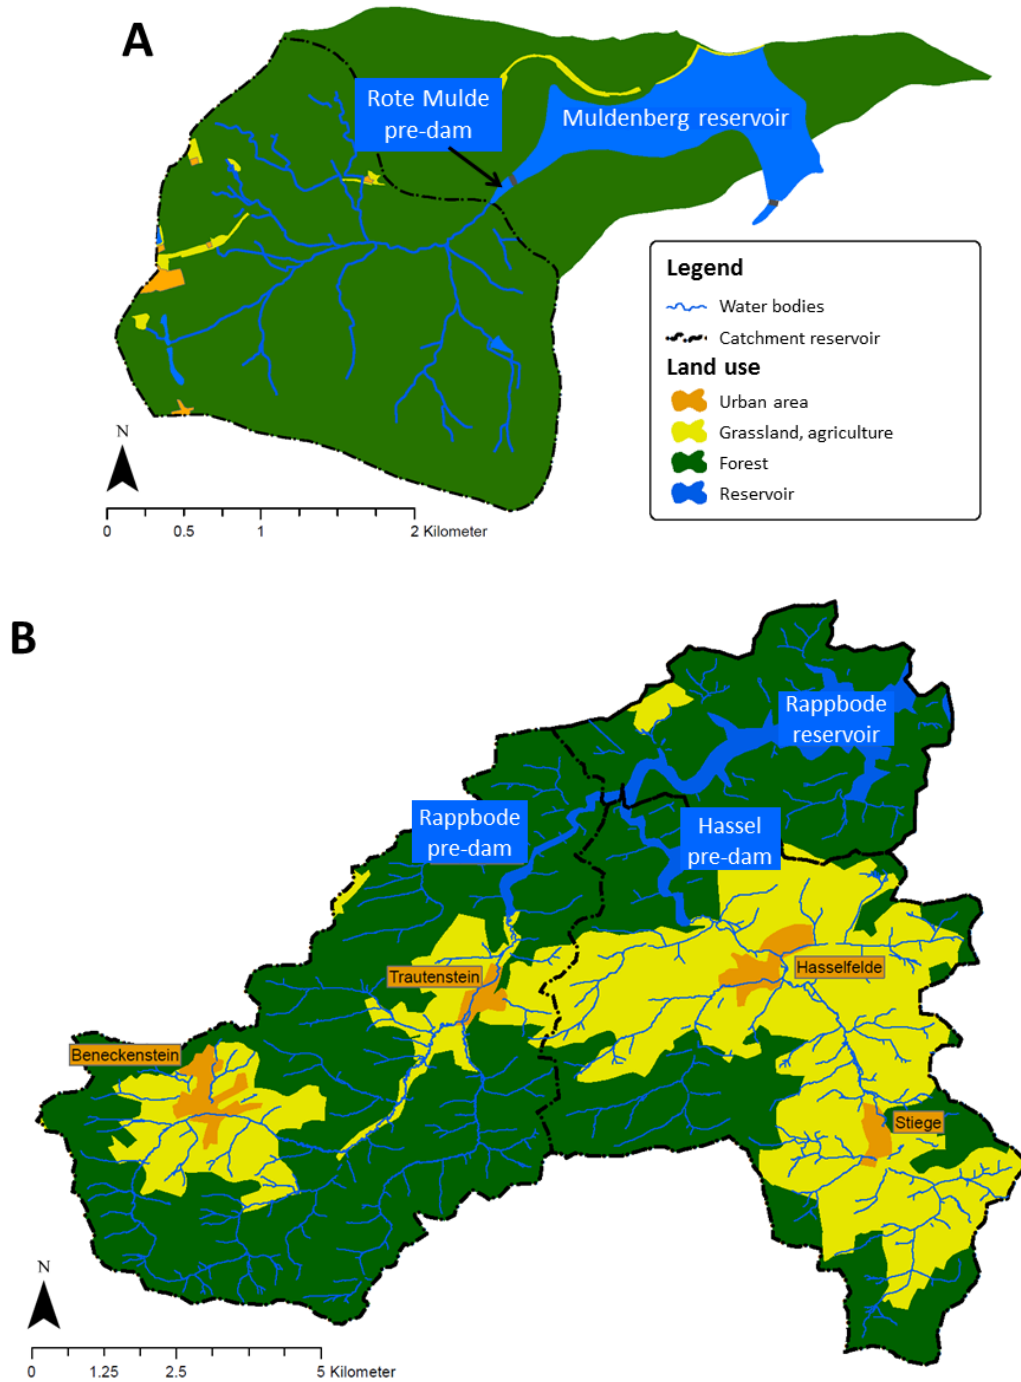 A
Rote Mulde
pre-dam
Muldenberg reservoir
Legend
Water bodies
Catchment reservoir
Land use
Urban area
Grassland, agriculture
Forest
Reservoir
N
0 0.5 1 2 Kilometer
B
Rappbode
reservoir
Rappbode
pre-dam
Hassel
pre-dam
Trautenstein
Hasselfelde
Beneckenstein
Stiege
N
0 1.25 2.5 5 Kilometer